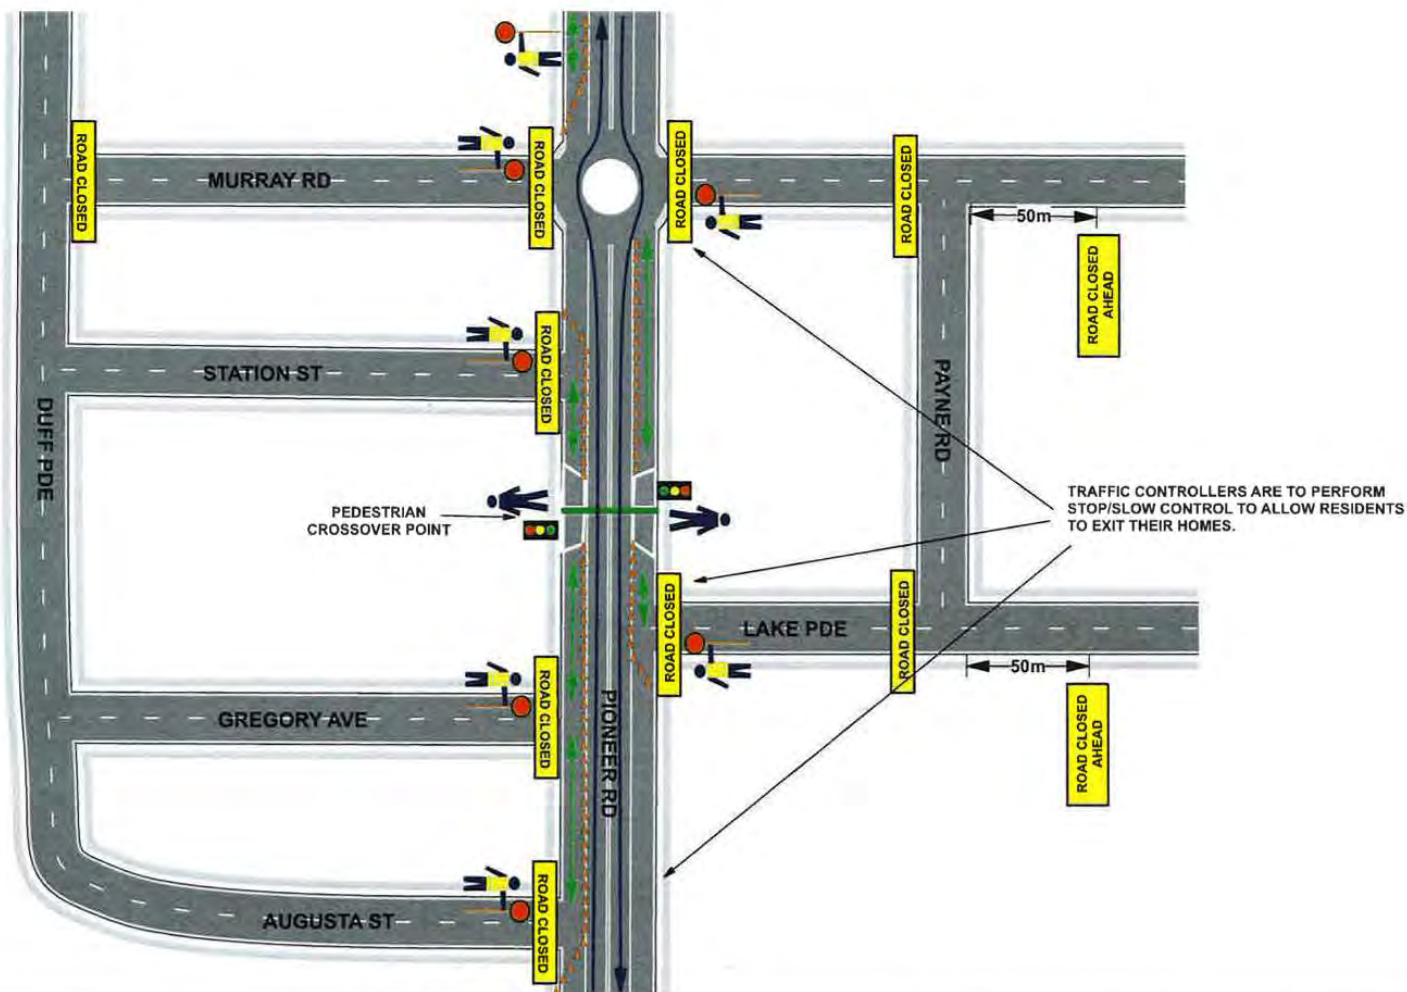 ROAD CLOSED
MURRAY RD
ROAD CLOSED
ROAD CLOSED
ROAD CLOSED
50m
ROAD CLOSED
AHEAD
STATION ST
ROAD CLOSED
DUFF PDE
PAYNE RD
PEDESTRIAN
CROSSOVER POINT
TRAFFIC CONTROLLERS ARE TO PERFORM
STOP/SLOW CONTROL TO ALLOW RESIDENTS
TO EXIT THEIR HOMES.
ROAD CLOSED
LAKE PDE
ROAD CLOSED
50m
ROAD CLOSED
AHEAD
GREGORY AVE
ROAD CLOSED
PIONEER RD
AUGUSTA ST
ROAD CLOSED